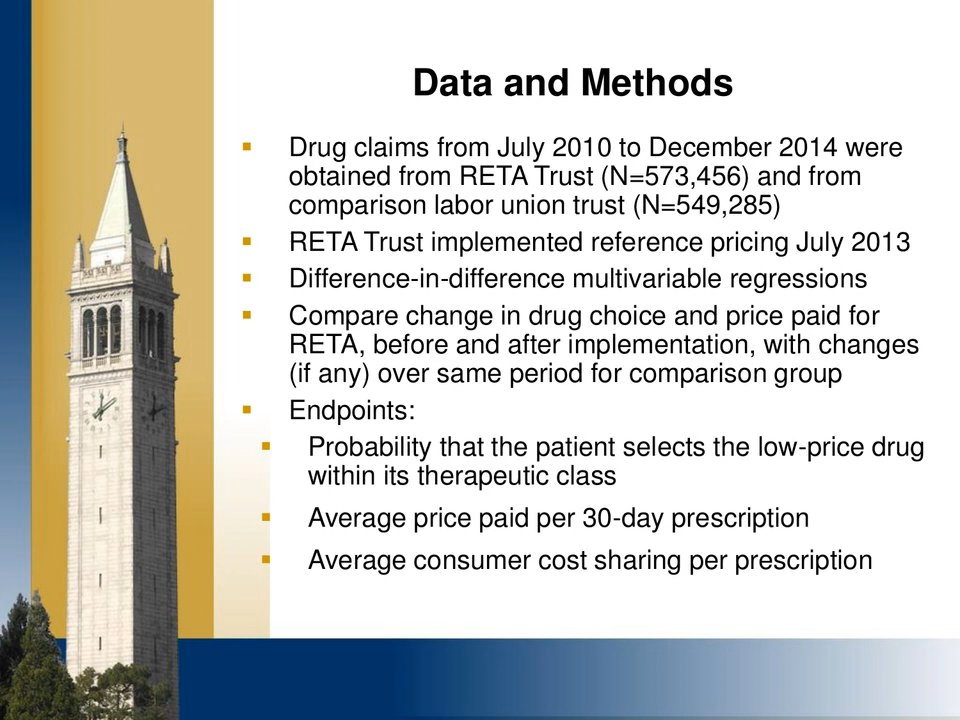 Data and Methods
Drug claims from July 2010 to December 2014 were
obtained from RETA Trust (N=573,456) and from
comparison labor union trust (N=549,285)
RETA Trust implemented reference pricing July 2013
Difference-in-difference multivariable regressions
Compare change in drug choice and price paid for
RETA, before and after implementation, with changes
(if any) over same period for comparison group
Endpoints:
Probability that the patient selects the low-price drug
within its therapeutic class
Average price paid per 30-day prescription
Average consumer cost sharing per prescription